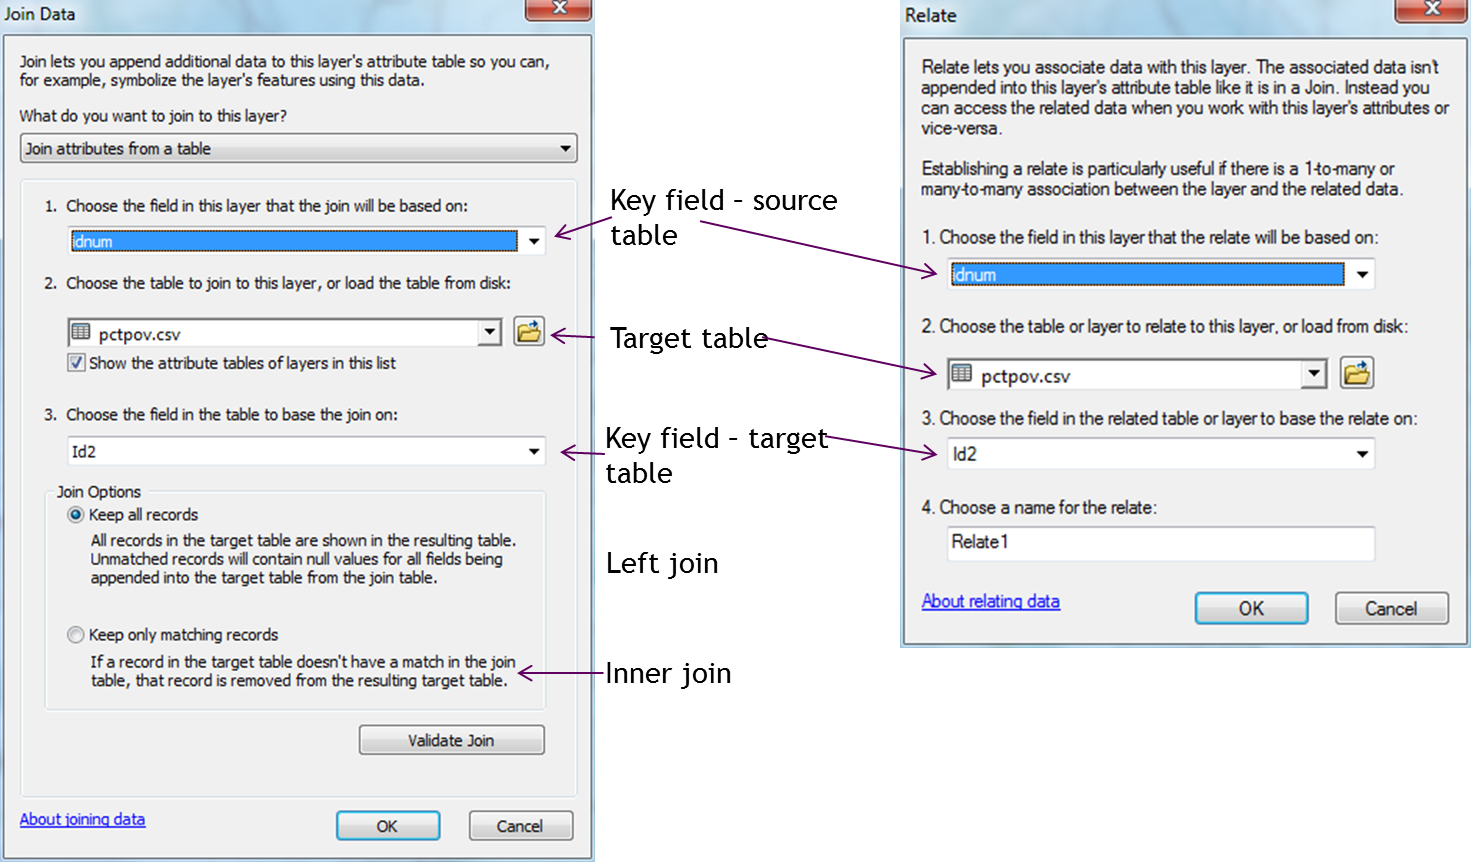 Join Data
Join lets you append additional data to this layer's attribute table so you can,
for example, symbolize the layer's features using this data.
What do you want to join to this layer?
Join attributes from a table
1. Choose the field in this layer that the join will be based on:
idnum
2. Choose the table to join to this layer, or load the table from disk:
pctpov.csv
Show the attribute tables of layers in this list
3. Choose the field in the table to base the join on:
Id2
Join Options
Keep all records
All records in the target table are shown in the resulting table.
Unmatched records will contain null values for all fields being
appended into the target table from the join table.
Keep only matching records
If a record in the target table doesn't have a match in the join
table, that record is removed from the resulting target table.
Validate Join
About joining data
OK
Cancel
Key field - source
table
Target table
Key field - target
table
Left join
Inner join
Relate
Relate lets you associate data with this layer. The associated data isn't
appended into this layer's attribute table like it is in a Join. Instead you
can access the related data when you work with this layer's attributes or
vice-versa.
Establishing a relate is particularly useful if there is a 1-to-many or
many-to-many association between the layer and the related data.
1. Choose the field in this layer that the relate will be based on:
idnum
2. Choose the table or layer to relate to this layer, or load from disk:
pctpov.csv
3. Choose the field in the related table or layer to base the relate on:
Id2
4. Choose a name for the relate:
Relate1
About relating data
OK
Cancel